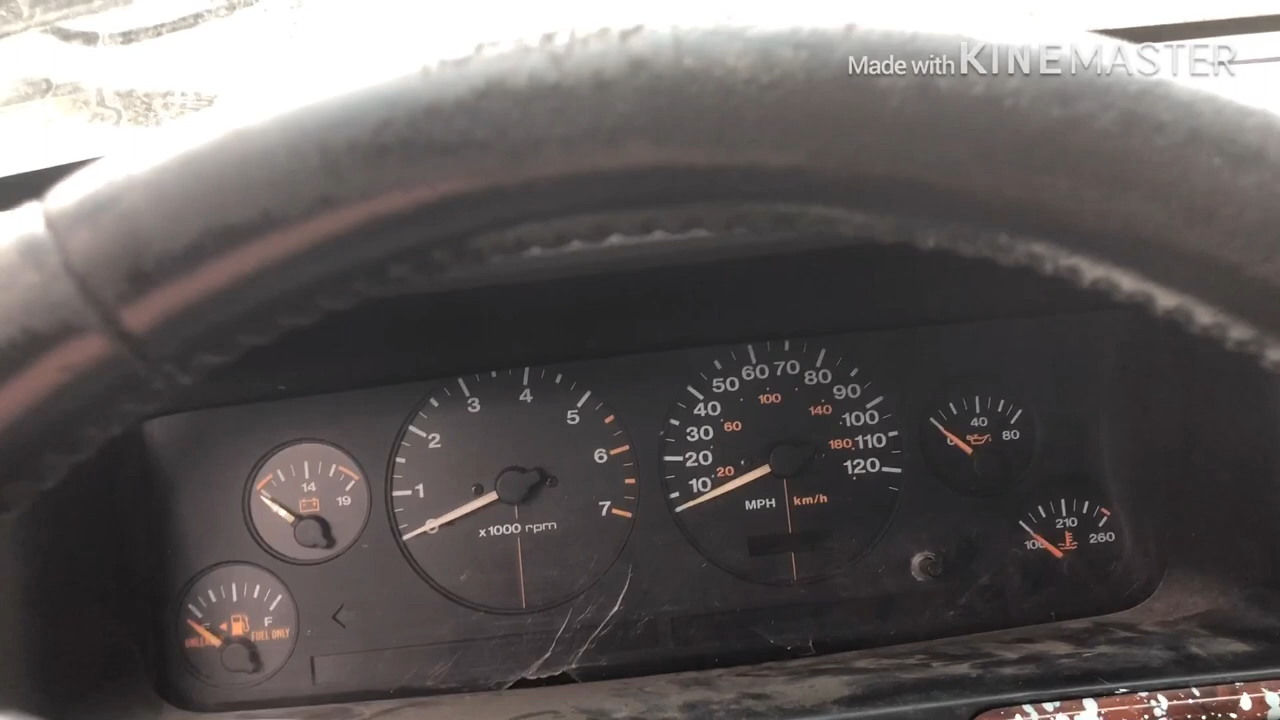 Made with KINEMASTER
3 4 5
2 6
1 7
0
x1000 rpm
10 20 30 40 50 60 70 80 90 100 110 120
20 60 100 140 180
MPH km/h
14
19
F
FUEL ONLY
0 40 80
100 210 260